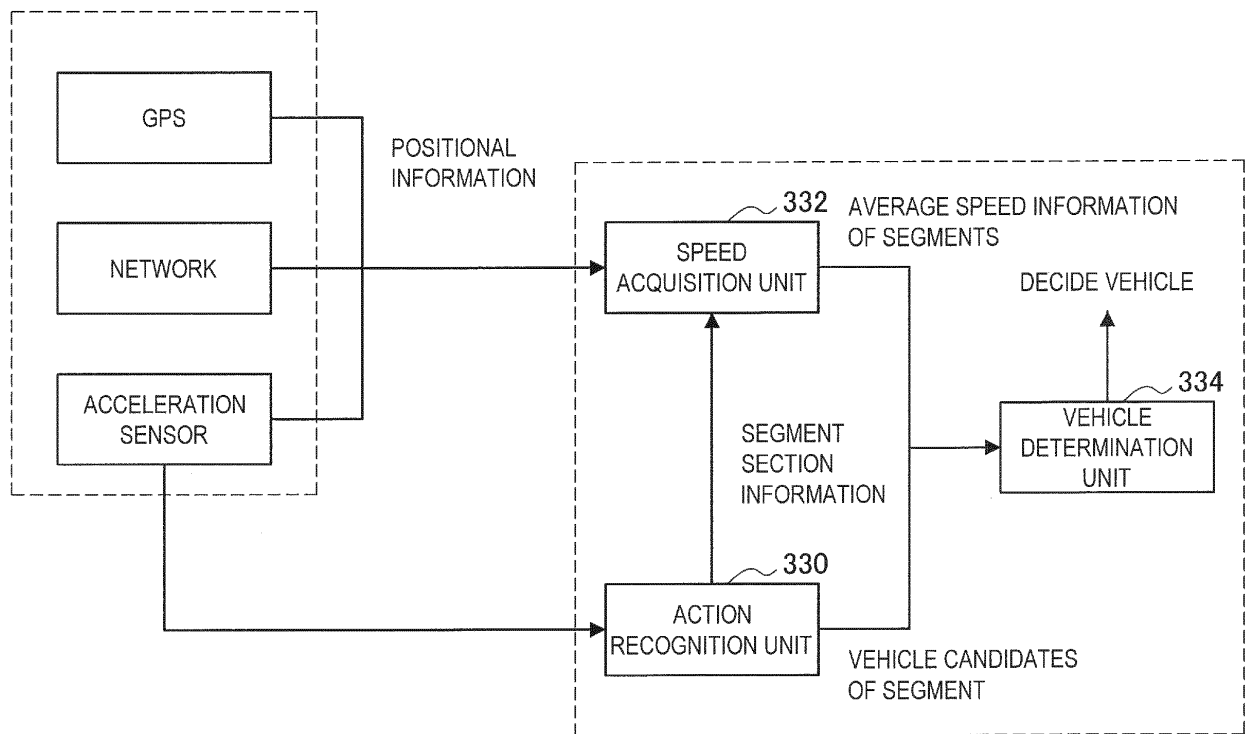 GPS
NETWORK
ACCELERATION
SENSOR
POSITIONAL
INFORMATION
332
SPEED
ACQUISITION UNIT
AVERAGE SPEED INFORMATION
OF SEGMENTS
DECIDE VEHICLE
334
VEHICLE
DETERMINATION
UNIT
SEGMENT
SECTION
INFORMATION
330
ACTION
RECOGNITION UNIT
VEHICLE CANDIDATES
OF SEGMENT